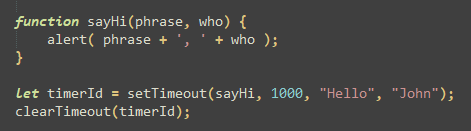 function sayHi(phrase, who) {
    alert( phrase + ', ' + who );
}

let timerId = setTimeout(sayHi, 1000, "Hello", "John");
clearTimeout(timerId);